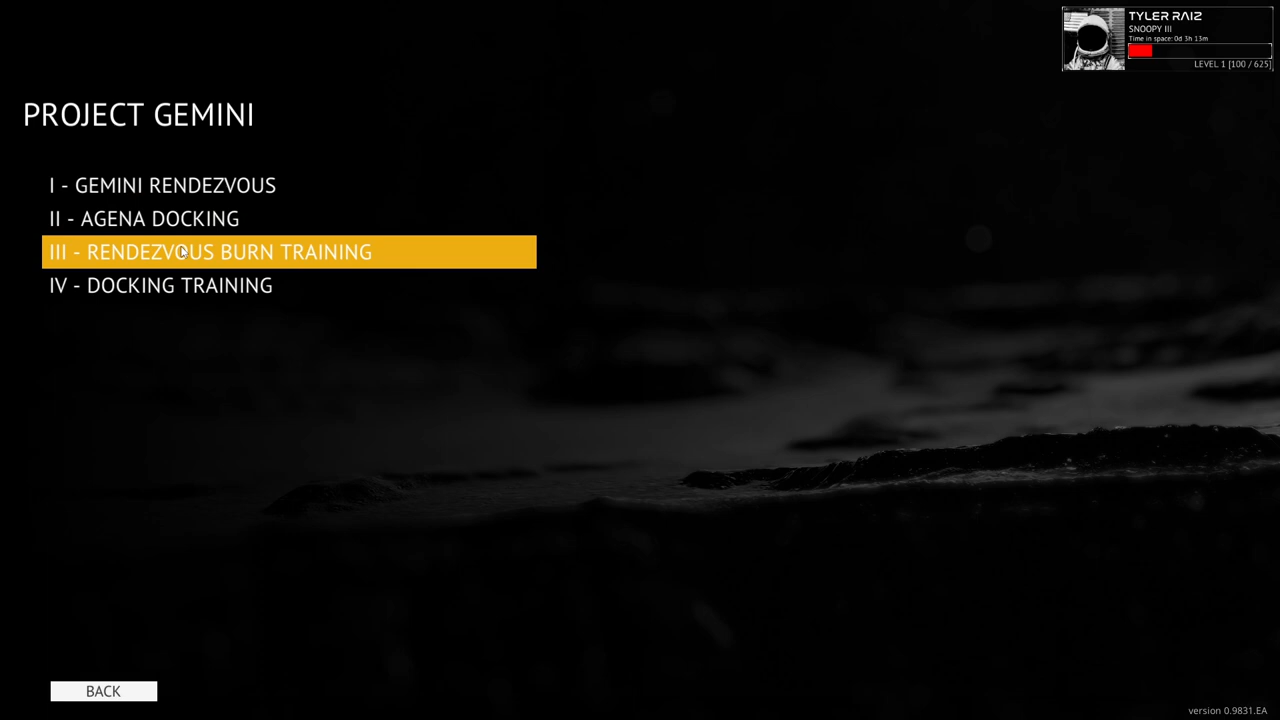 TYLER RAIZ
SNOOPY III
Time in space: 0d 3h 13m
LEVEL 1 [100 / 625]
PROJECT GEMINI
I - GEMINI RENDEZVOUS
II - AGENA DOCKING
III - RENDEZVOUS BURN TRAINING
IV - DOCKING TRAINING
BACK
version 0.9831.EA